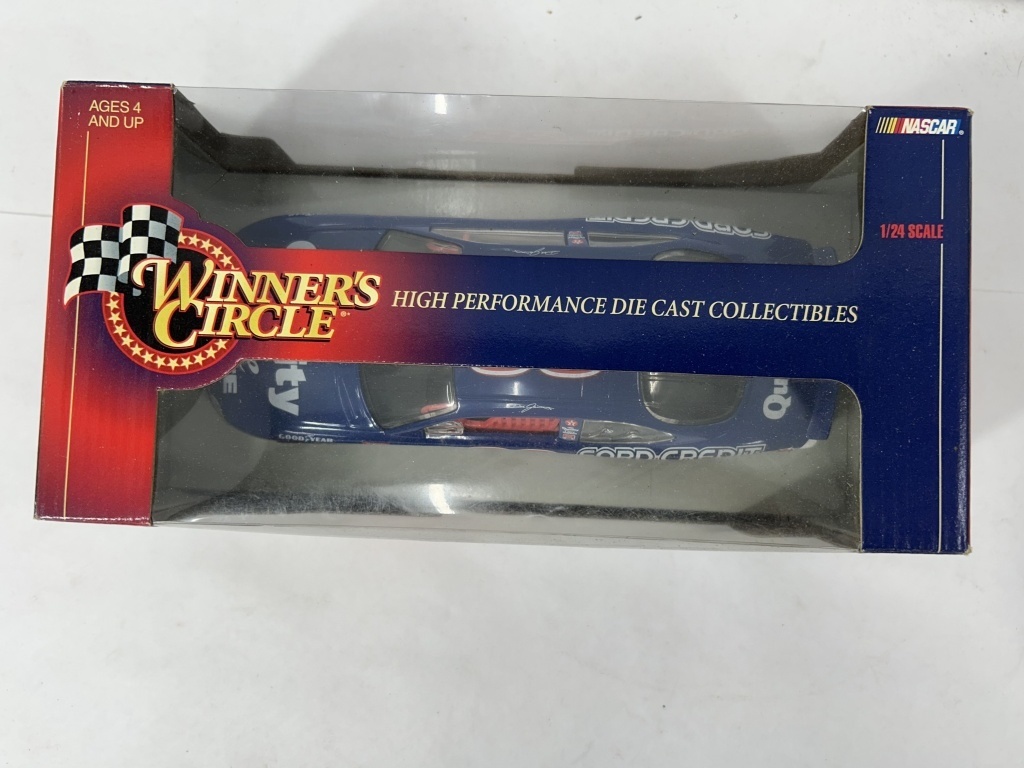 AGES 4
AND UP
NASCAR®
1/24 SCALE
WINNER'S
CIRCLE
HIGH PERFORMANCE DIE CAST COLLECTIBLES
FORD CREDIT
GOODYEAR
FORD CREDIT